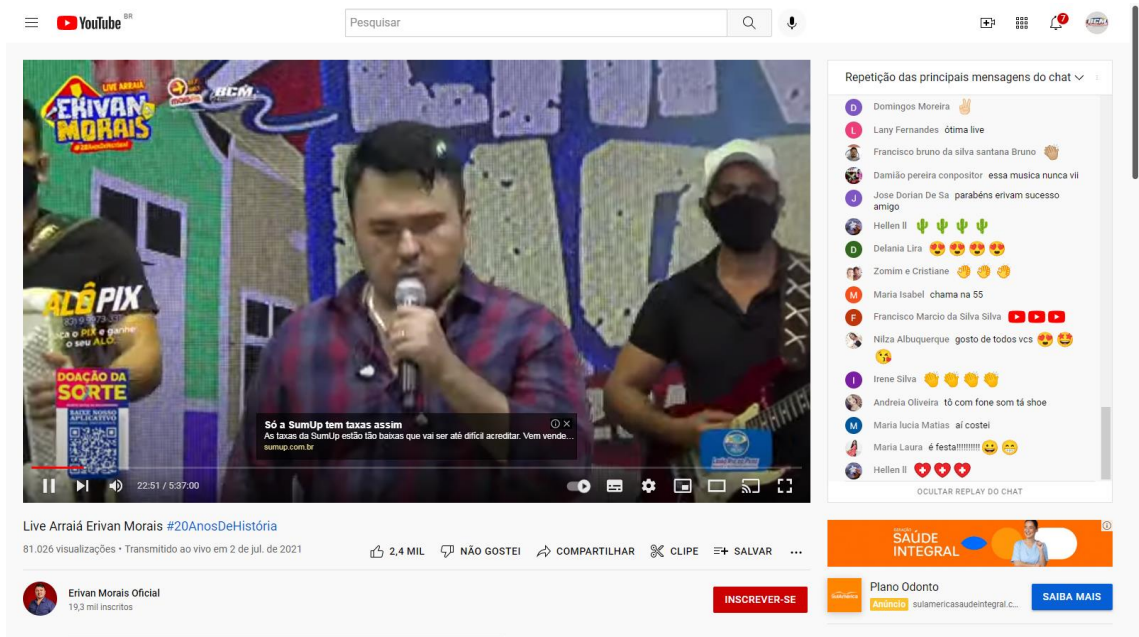 YouTube BR
Pesquisar
7
BCM
LIVE ARRAIÁ
ERIVAN
MORAIS
#20AnosDeHistória
BCM.
ALÔ PIX
o seu ALÔ.
DOAÇÃO DA
SORTE
BAIXE NOSSO
APLICATIVO
Só a SumUp tem taxas assim
As taxas da SumUp estão tão baixas que vai ser até difícil acreditar. Vem vende...
sumup.com.br
22:51 / 5:37:00
Repetição das principais mensagens do chat
D Domingos Moreira
L Lany Fernandes ótima live
Francisco bruno da silva santana Bruno
Damião pereira conpositor essa musica nunca vii
J Jose Dorian De Sa parabéns erivam sucesso
amigo
Hellen ll
D Delania Lira
Zomim e Cristiane
M Maria Isabel chama na 55
F Francisco Marcio da Silva Silva
Nilza Albuquerque gosto de todos vcs
I Irene Silva
Andreia Oliveira tô com fone som tá shoe
M Maria lucia Matias aí costei
Maria Laura é festa!!!!!!!!!!
Hellen ll
OCULTAR REPLAY DO CHAT
Live Arraiá Erivan Morais #20AnosDeHistória
81.026 visualizações • Transmitido ao vivo em 2 de jul. de 2021
2,4 MIL NÃO GOSTEI COMPARTILHAR CLIPE SALVAR ...
Erivan Morais Oficial
19,3 mil inscritos
INSCREVER-SE
SAÚDE
INTEGRAL
Plano Odonto
Anúncio sulamericasaudeintegral.c...
SAIBA MAIS